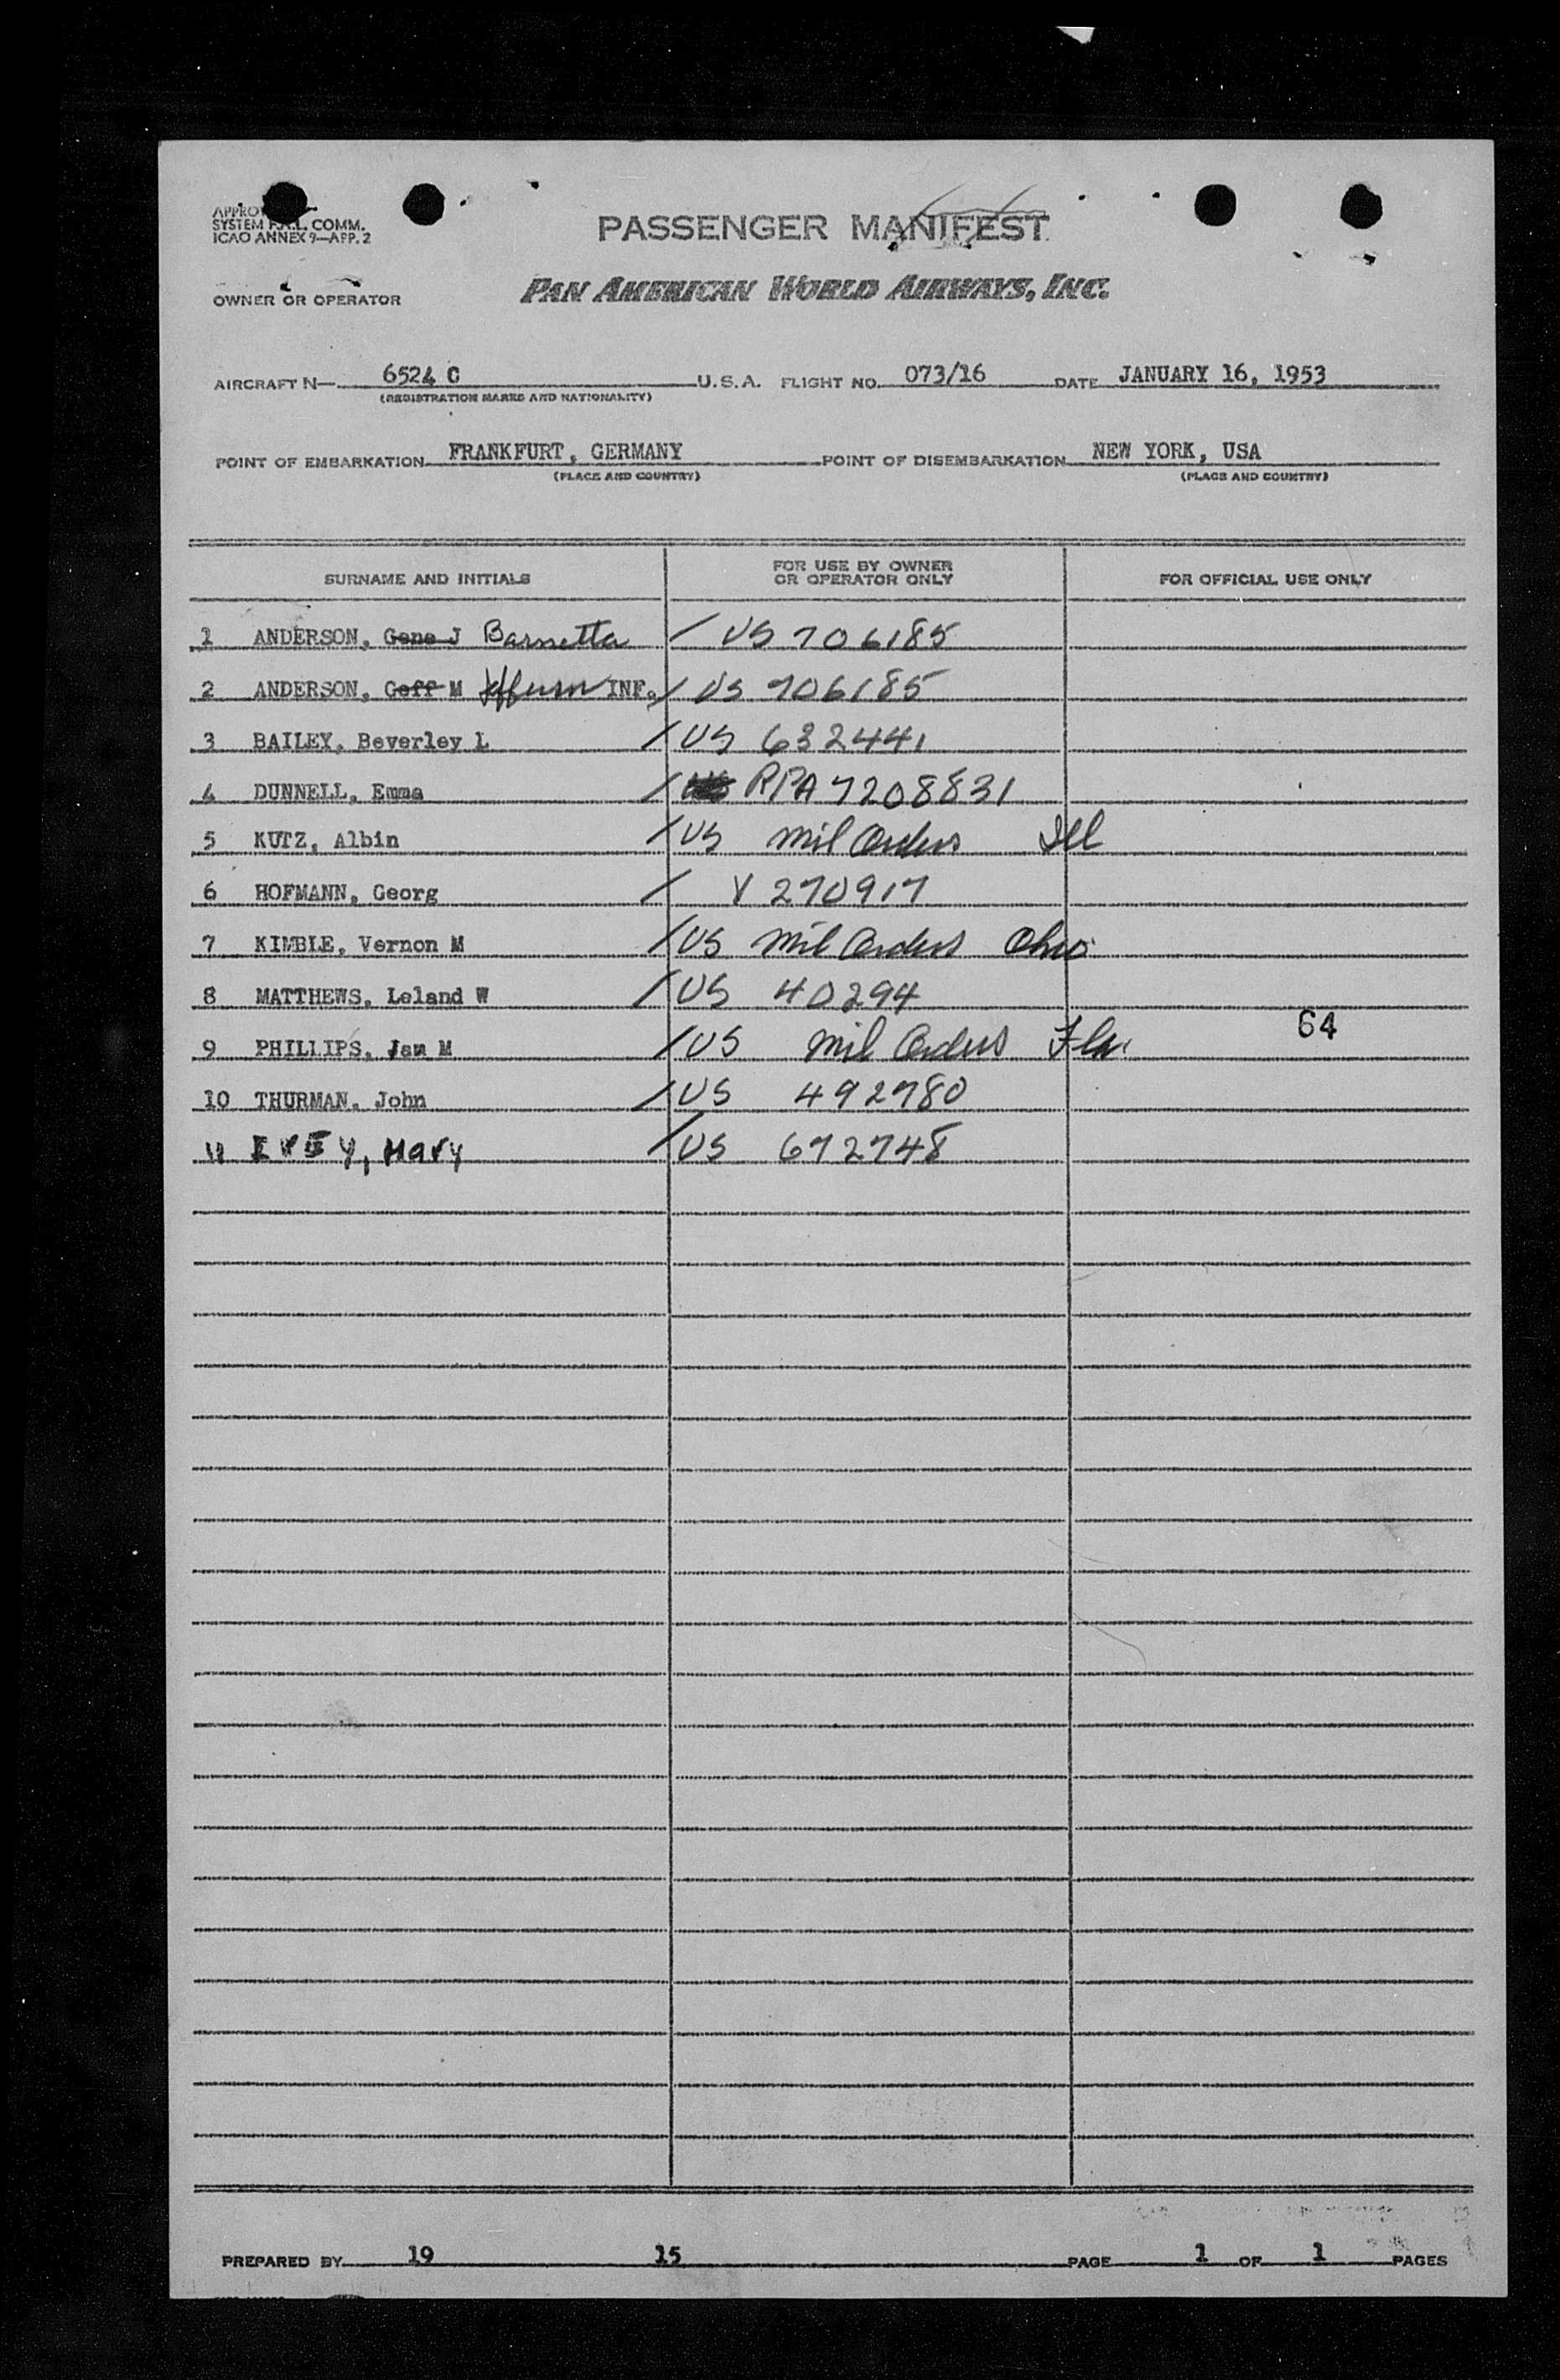 SYSTEM F.A.L. COMM.
ICAO ANNEX 9—APP. 2
PASSENGER MANIFEST
OWNER OR OPERATOR PAN AMERICAN WORLD AIRWAYS, INC.
AIRCRAFT N— 6524 C U.S.A. FLIGHT NO. 073/16 DATE JANUARY 16, 1953
(REGISTRATION MARKS AND NATIONALITY)
POINT OF EMBARKATION FRANKFURT, GERMANY POINT OF DISEMBARKATION NEW YORK, USA
(PLACE AND COUNTRY) (PLACE AND COUNTRY)
SURNAME AND INITIALS FOR USE BY OWNER OR OPERATOR ONLY FOR OFFICIAL USE ONLY
1 ANDERSON, Gene J Barnetta / US 706185
2 ANDERSON, Geff M INF. / US 706185
3 BAILEY, Beverley L / US 632441
4 DUNNELL, Emma / RPA 7208831
5 KUTZ, Albin / US Mil Orders Ill
6 HOFMANN, Georg / V 270917
7 KIMBLE, Vernon M / US Mil Orders Ohio
8 MATTHEWS, Leland W / US 40294
9 PHILLIPS, Jan M / US Mil Orders Fla. 64
10 THURMAN, John / US 492780
11 IVEY, Mary / US 672748
PREPARED BY 19 15 PAGE 1 OF 1 PAGES